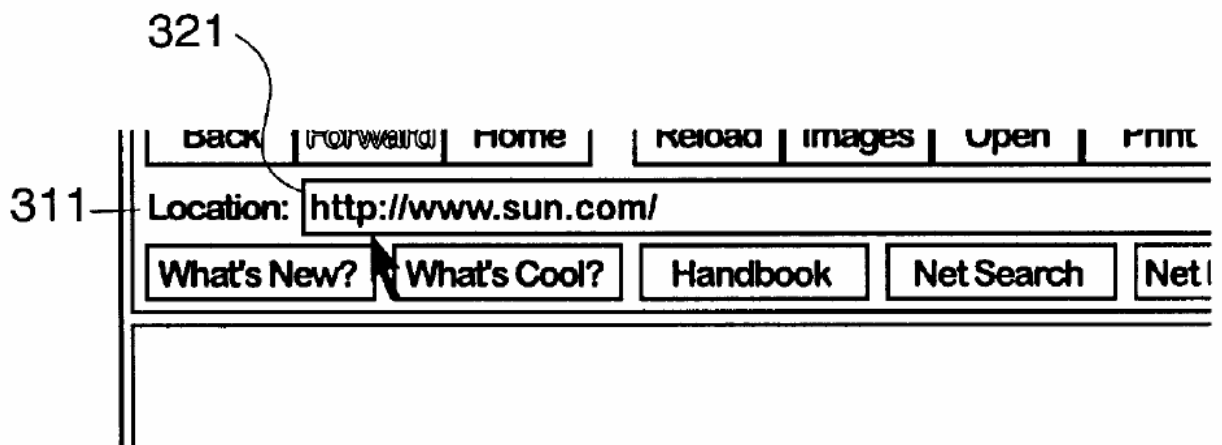 321
Back Forward Home Reload Images Open Print
311 Location: http://www.sun.com/
What's New? What's Cool? Handbook Net Search Net